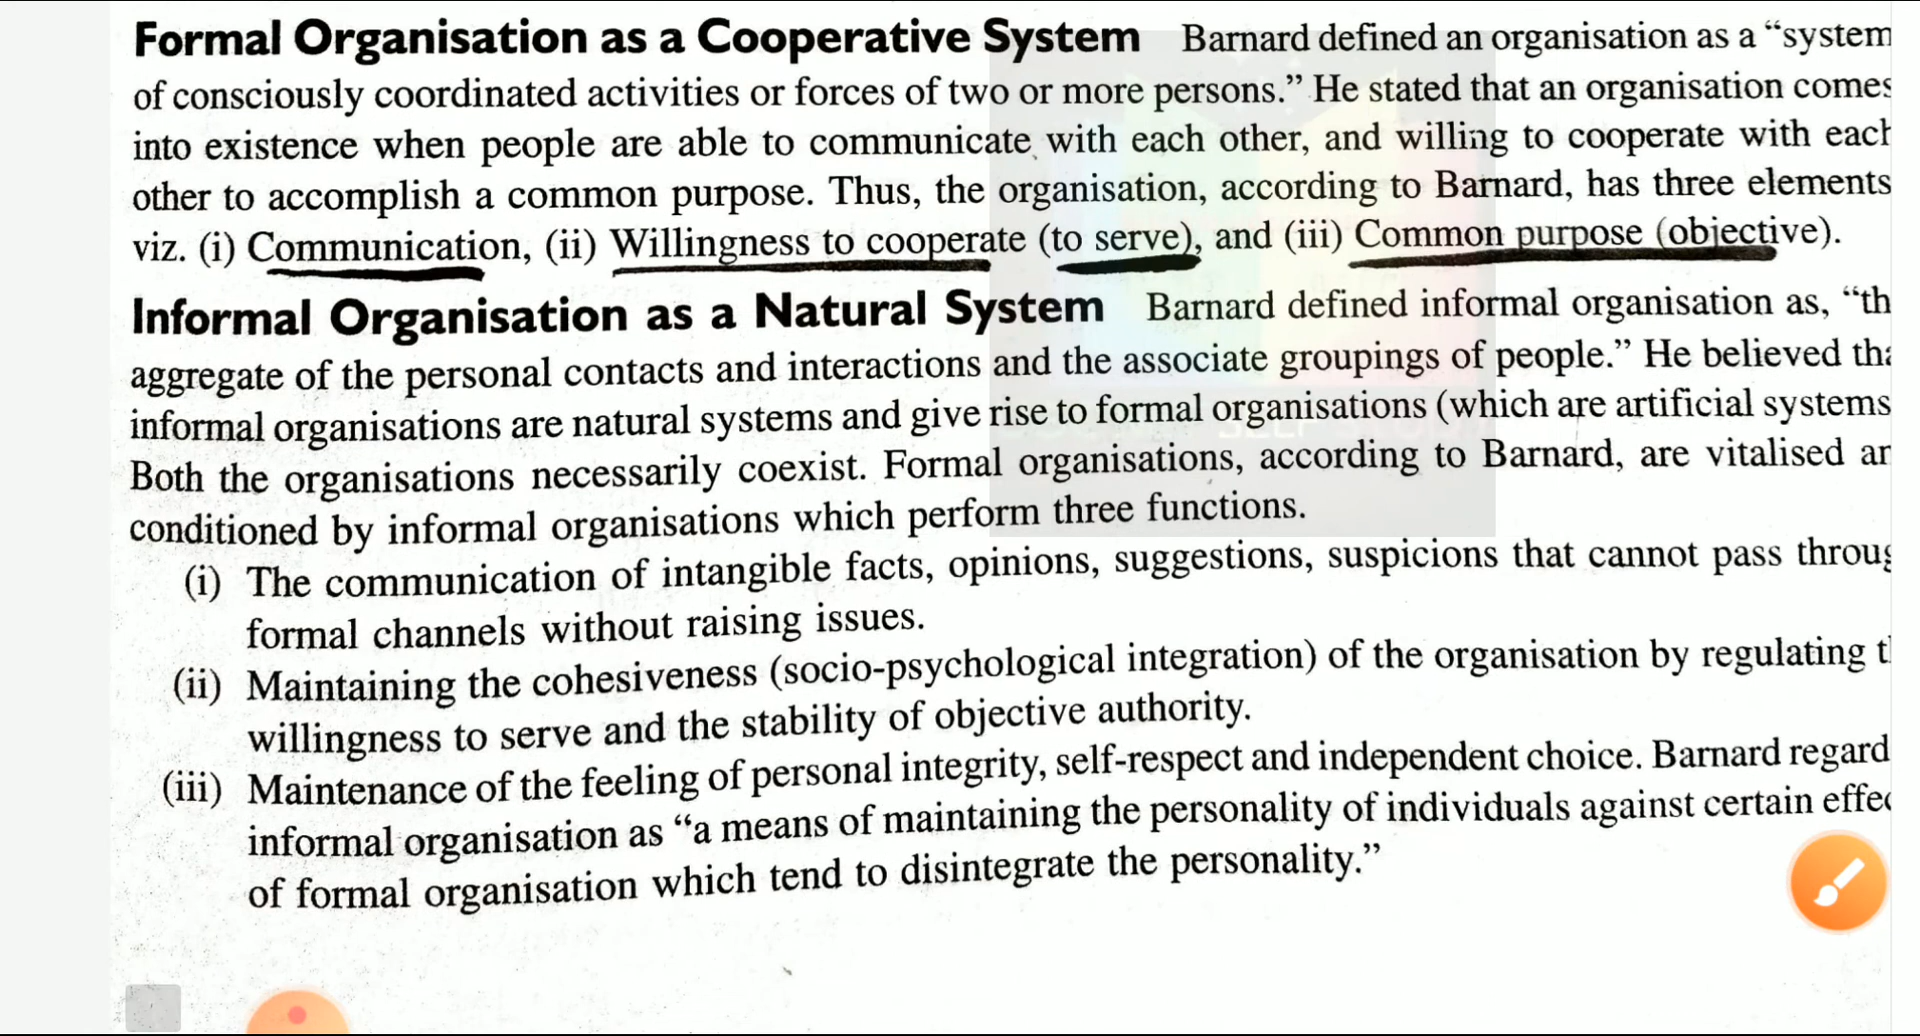 Formal Organisation as a Cooperative System Barnard defined an organisation as a “system
of consciously coordinated activities or forces of two or more persons.” He stated that an organisation comes
into existence when people are able to communicate with each other, and willing to cooperate with each
other to accomplish a common purpose. Thus, the organisation, according to Barnard, has three elements
viz. (i) Communication, (ii) Willingness to cooperate (to serve), and (iii) Common purpose (objective).
Informal Organisation as a Natural System Barnard defined informal organisation as, “th
aggregate of the personal contacts and interactions and the associate groupings of people.” He believed tha
informal organisations are natural systems and give rise to formal organisations (which are artificial systems
Both the organisations necessarily coexist. Formal organisations, according to Barnard, are vitalised an
conditioned by informal organisations which perform three functions.
(i) The communication of intangible facts, opinions, suggestions, suspicions that cannot pass throug
formal channels without raising issues.
(ii) Maintaining the cohesiveness (socio-psychological integration) of the organisation by regulating t
willingness to serve and the stability of objective authority.
(iii) Maintenance of the feeling of personal integrity, self-respect and independent choice. Barnard regard
informal organisation as “a means of maintaining the personality of individuals against certain effec
of formal organisation which tend to disintegrate the personality.”